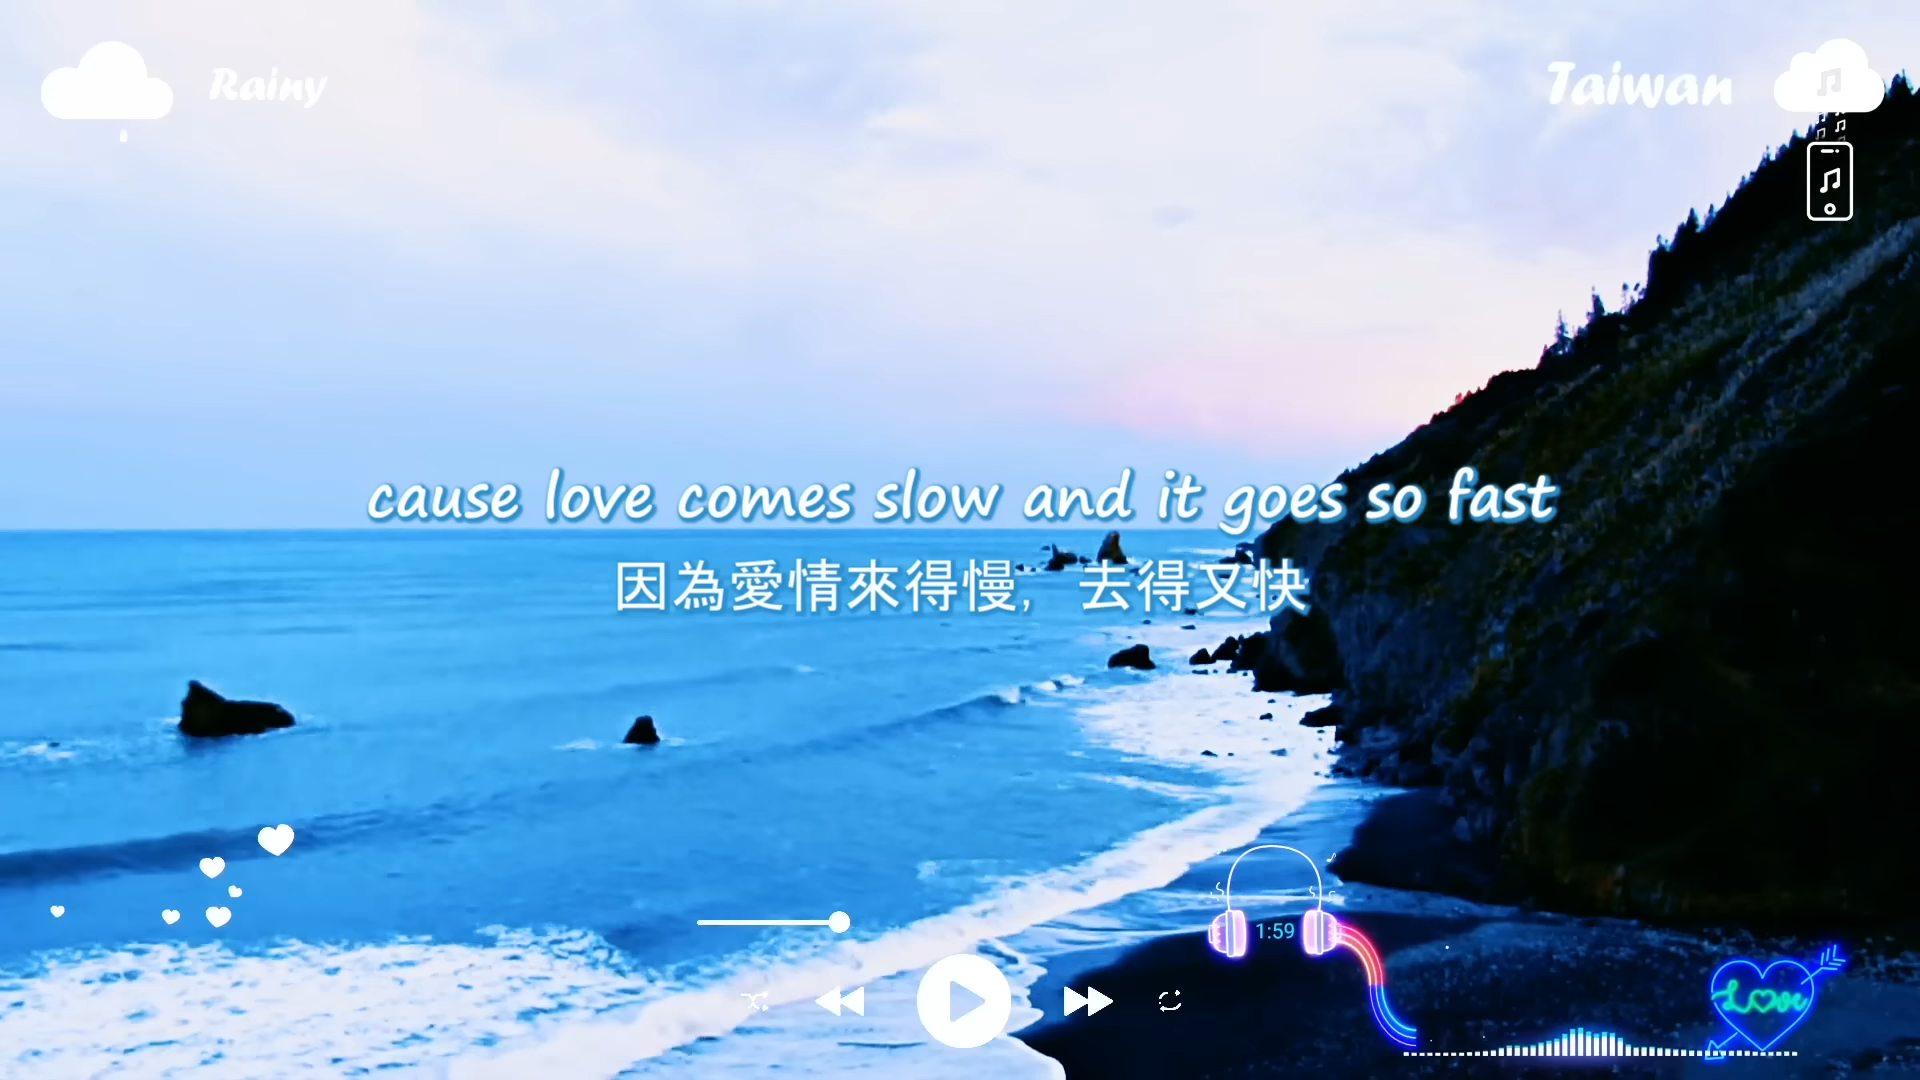 Rainy
Taiwan
cause love comes slow and it goes so fast
因為愛情來得慢, 去得又快
1:59
Love